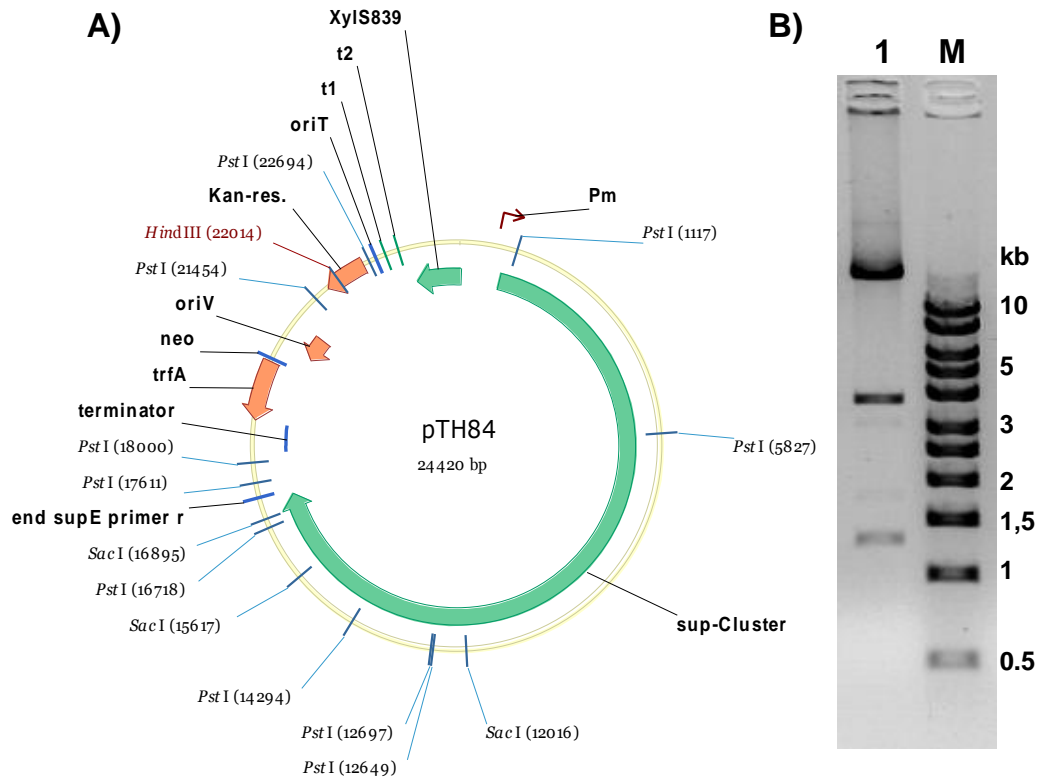 A)
XylS839
t2
t1
oriT
PstI (22694)
Kan-res.
HindIII (22014)
PstI (21454)
oriV
neo
trfA
terminator
PstI (18000)
PstI (17611)
end supE primer r
SacI (16895)
PstI (16718)
SacI (15617)
PstI (14294)
PstI (12697)
PstI (12649)
SacI (12016)
sup-Cluster
PstI (5827)
PstI (1117)
Pm
pTH84
24420 bp
B)
1 M
kb
10
5
3
2
1,5
1
0.5